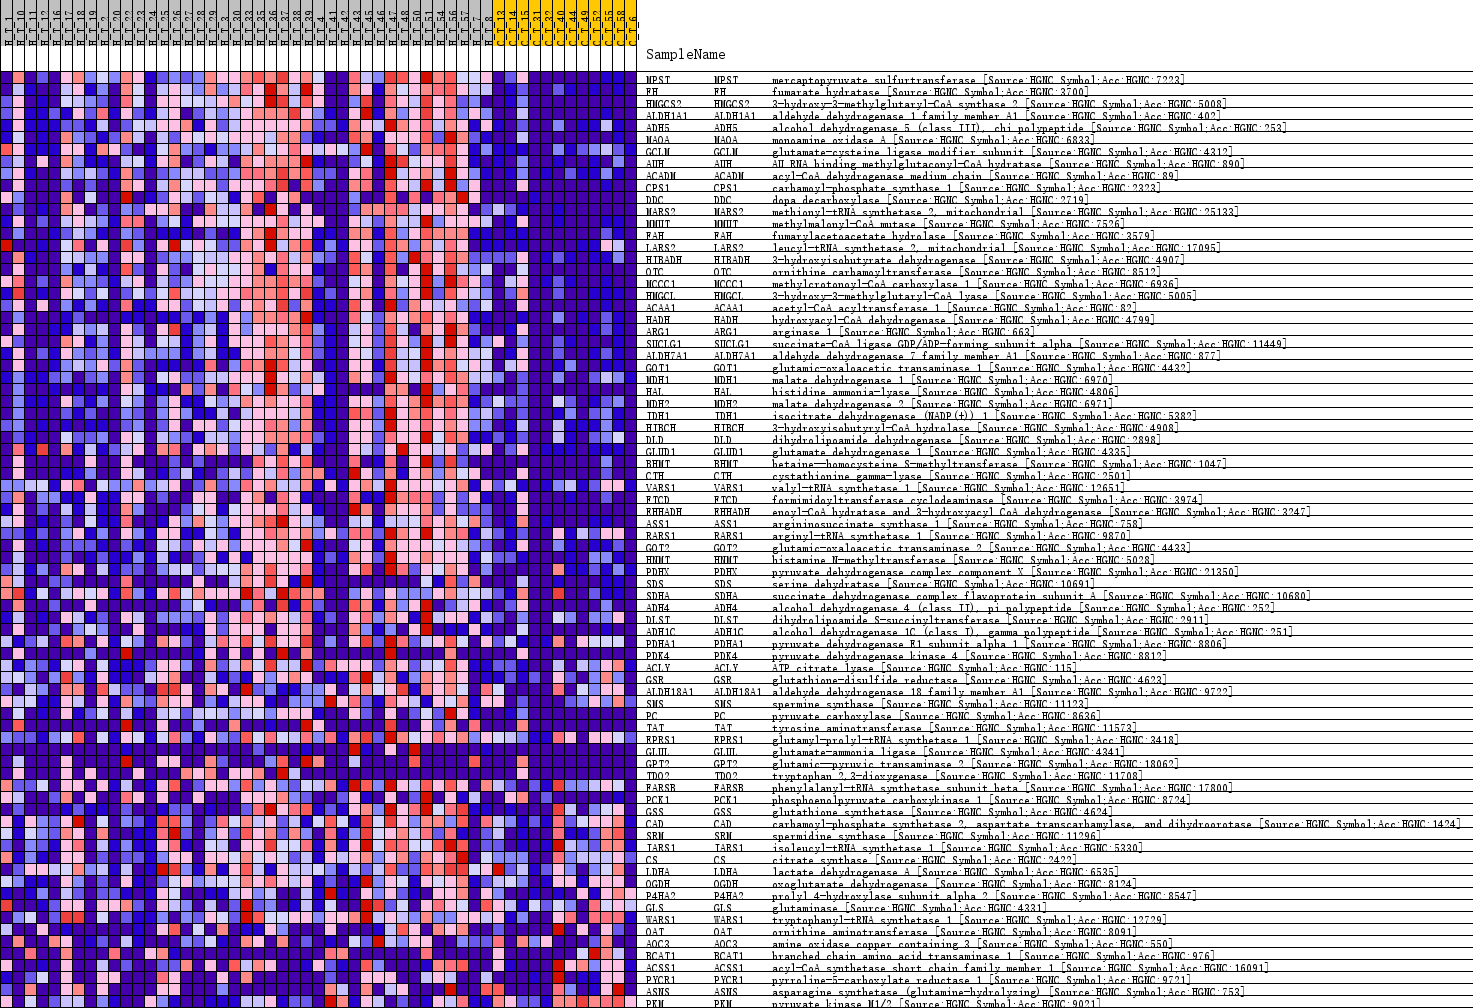 SampleName
MPST MPST mercaptopyruvate sulfurtransferase [Source:HGNC Symbol;Acc:HGNC:7223]
FH FH fumarate hydratase [Source:HGNC Symbol;Acc:HGNC:3700]
HMGCS2 HMGCS2 3-hydroxy-3-methylglutaryl-CoA synthase 2 [Source:HGNC Symbol;Acc:HGNC:5008]
ALDH1A1 ALDH1A1 aldehyde dehydrogenase 1 family member A1 [Source:HGNC Symbol;Acc:HGNC:402]
ADH5 ADH5 alcohol dehydrogenase 5 (class III), chi polypeptide [Source:HGNC Symbol;Acc:HGNC:253]
MAOA MAOA monoamine oxidase A [Source:HGNC Symbol;Acc:HGNC:6833]
GCLM GCLM glutamate-cysteine ligase modifier subunit [Source:HGNC Symbol;Acc:HGNC:4312]
AUH AUH AU RNA binding methylglutaconyl-CoA hydratase [Source:HGNC Symbol;Acc:HGNC:890]
ACADM ACADM acyl-CoA dehydrogenase medium chain [Source:HGNC Symbol;Acc:HGNC:89]
CPS1 CPS1 carbamoyl-phosphate synthase 1 [Source:HGNC Symbol;Acc:HGNC:2323]
DDC DDC dopa decarboxylase [Source:HGNC Symbol;Acc:HGNC:2719]
MARS2 MARS2 methionyl-tRNA synthetase 2, mitochondrial [Source:HGNC Symbol;Acc:HGNC:25133]
MMUT MMUT methylmalonyl-CoA mutase [Source:HGNC Symbol;Acc:HGNC:7526]
FAH FAH fumarylacetoacetate hydrolase [Source:HGNC Symbol;Acc:HGNC:3579]
LARS2 LARS2 leucyl-tRNA synthetase 2, mitochondrial [Source:HGNC Symbol;Acc:HGNC:17095]
HIBADH HIBADH 3-hydroxyisobutyrate dehydrogenase [Source:HGNC Symbol;Acc:HGNC:4907]
OTC OTC ornithine carbamoyltransferase [Source:HGNC Symbol;Acc:HGNC:8512]
MCCC1 MCCC1 methylcrotonoyl-CoA carboxylase 1 [Source:HGNC Symbol;Acc:HGNC:6936]
HMGCL HMGCL 3-hydroxy-3-methylglutaryl-CoA lyase [Source:HGNC Symbol;Acc:HGNC:5005]
ACAA1 ACAA1 acetyl-CoA acyltransferase 1 [Source:HGNC Symbol;Acc:HGNC:82]
HADH HADH hydroxyacyl-CoA dehydrogenase [Source:HGNC Symbol;Acc:HGNC:4799]
ARG1 ARG1 arginase 1 [Source:HGNC Symbol;Acc:HGNC:663]
SUCLG1 SUCLG1 succinate-CoA ligase GDP/ADP-forming subunit alpha [Source:HGNC Symbol;Acc:HGNC:11449]
ALDH7A1 ALDH7A1 aldehyde dehydrogenase 7 family member A1 [Source:HGNC Symbol;Acc:HGNC:877]
GOT1 GOT1 glutamic-oxaloacetic transaminase 1 [Source:HGNC Symbol;Acc:HGNC:4432]
MDH1 MDH1 malate dehydrogenase 1 [Source:HGNC Symbol;Acc:HGNC:6970]
HAL HAL histidine ammonia-lyase [Source:HGNC Symbol;Acc:HGNC:4806]
MDH2 MDH2 malate dehydrogenase 2 [Source:HGNC Symbol;Acc:HGNC:6971]
IDH1 IDH1 isocitrate dehydrogenase (NADP(+)) 1 [Source:HGNC Symbol;Acc:HGNC:5382]
HIBCH HIBCH 3-hydroxyisobutyryl-CoA hydrolase [Source:HGNC Symbol;Acc:HGNC:4908]
DLD DLD dihydrolipoamide dehydrogenase [Source:HGNC Symbol;Acc:HGNC:2898]
GLUD1 GLUD1 glutamate dehydrogenase 1 [Source:HGNC Symbol;Acc:HGNC:4335]
BHMT BHMT betaine--homocysteine S-methyltransferase [Source:HGNC Symbol;Acc:HGNC:1047]
CTH CTH cystathionine gamma-lyase [Source:HGNC Symbol;Acc:HGNC:2501]
VARS1 VARS1 valyl-tRNA synthetase 1 [Source:HGNC Symbol;Acc:HGNC:12651]
FTCD FTCD formimidoyltransferase cyclodeaminase [Source:HGNC Symbol;Acc:HGNC:3974]
EHHADH EHHADH enoyl-CoA hydratase and 3-hydroxyacyl CoA dehydrogenase [Source:HGNC Symbol;Acc:HGNC:3247]
ASS1 ASS1 argininosuccinate synthase 1 [Source:HGNC Symbol;Acc:HGNC:758]
RARS1 RARS1 arginyl-tRNA synthetase 1 [Source:HGNC Symbol;Acc:HGNC:9870]
GOT2 GOT2 glutamic-oxaloacetic transaminase 2 [Source:HGNC Symbol;Acc:HGNC:4433]
HNMT HNMT histamine N-methyltransferase [Source:HGNC Symbol;Acc:HGNC:5028]
PDHX PDHX pyruvate dehydrogenase complex component X [Source:HGNC Symbol;Acc:HGNC:21350]
SDS SDS serine dehydratase [Source:HGNC Symbol;Acc:HGNC:10691]
SDHA SDHA succinate dehydrogenase complex flavoprotein subunit A [Source:HGNC Symbol;Acc:HGNC:10680]
ADH4 ADH4 alcohol dehydrogenase 4 (class II), pi polypeptide [Source:HGNC Symbol;Acc:HGNC:252]
DLST DLST dihydrolipoamide S-succinyltransferase [Source:HGNC Symbol;Acc:HGNC:2911]
ADH1C ADH1C alcohol dehydrogenase 1C (class I), gamma polypeptide [Source:HGNC Symbol;Acc:HGNC:251]
PDHA1 PDHA1 pyruvate dehydrogenase E1 subunit alpha 1 [Source:HGNC Symbol;Acc:HGNC:8806]
PDK4 PDK4 pyruvate dehydrogenase kinase 4 [Source:HGNC Symbol;Acc:HGNC:8812]
ACLY ACLY ATP citrate lyase [Source:HGNC Symbol;Acc:HGNC:115]
GSR GSR glutathione-disulfide reductase [Source:HGNC Symbol;Acc:HGNC:4623]
ALDH18A1 ALDH18A1 aldehyde dehydrogenase 18 family member A1 [Source:HGNC Symbol;Acc:HGNC:9722]
SMS SMS spermine synthase [Source:HGNC Symbol;Acc:HGNC:11123]
PC PC pyruvate carboxylase [Source:HGNC Symbol;Acc:HGNC:8636]
TAT TAT tyrosine aminotransferase [Source:HGNC Symbol;Acc:HGNC:11573]
EPRS1 EPRS1 glutamyl-prolyl-tRNA synthetase 1 [Source:HGNC Symbol;Acc:HGNC:3418]
GLUL GLUL glutamate-ammonia ligase [Source:HGNC Symbol;Acc:HGNC:4341]
GPT2 GPT2 glutamic--pyruvic transaminase 2 [Source:HGNC Symbol;Acc:HGNC:18062]
TDO2 TDO2 tryptophan 2,3-dioxygenase [Source:HGNC Symbol;Acc:HGNC:11708]
FARSB FARSB phenylalanyl-tRNA synthetase subunit beta [Source:HGNC Symbol;Acc:HGNC:17800]
PCK1 PCK1 phosphoenolpyruvate carboxykinase 1 [Source:HGNC Symbol;Acc:HGNC:8724]
GSS GSS glutathione synthetase [Source:HGNC Symbol;Acc:HGNC:4624]
CAD CAD carbamoyl-phosphate synthetase 2, aspartate transcarbamylase, and dihydroorotase [Source:HGNC Symbol;Acc:HGNC:1424]
SRM SRM spermidine synthase [Source:HGNC Symbol;Acc:HGNC:11296]
IARS1 IARS1 isoleucyl-tRNA synthetase 1 [Source:HGNC Symbol;Acc:HGNC:5330]
CS CS citrate synthase [Source:HGNC Symbol;Acc:HGNC:2422]
LDHA LDHA lactate dehydrogenase A [Source:HGNC Symbol;Acc:HGNC:6535]
OGDH OGDH oxoglutarate dehydrogenase [Source:HGNC Symbol;Acc:HGNC:8124]
P4HA2 P4HA2 prolyl 4-hydroxylase subunit alpha 2 [Source:HGNC Symbol;Acc:HGNC:8547]
GLS GLS glutaminase [Source:HGNC Symbol;Acc:HGNC:4331]
WARS1 WARS1 tryptophanyl-tRNA synthetase 1 [Source:HGNC Symbol;Acc:HGNC:12729]
OAT OAT ornithine aminotransferase [Source:HGNC Symbol;Acc:HGNC:8091]
AOC3 AOC3 amine oxidase copper containing 3 [Source:HGNC Symbol;Acc:HGNC:550]
BCAT1 BCAT1 branched chain amino acid transaminase 1 [Source:HGNC Symbol;Acc:HGNC:976]
ACSS1 ACSS1 acyl-CoA synthetase short chain family member 1 [Source:HGNC Symbol;Acc:HGNC:16091]
PYCR1 PYCR1 pyrroline-5-carboxylate reductase 1 [Source:HGNC Symbol;Acc:HGNC:9721]
ASNS ASNS asparagine synthetase (glutamine-hydrolyzing) [Source:HGNC Symbol;Acc:HGNC:753]
PKM PKM pyruvate kinase M1/2 [Source:HGNC Symbol;Acc:HGNC:9021]